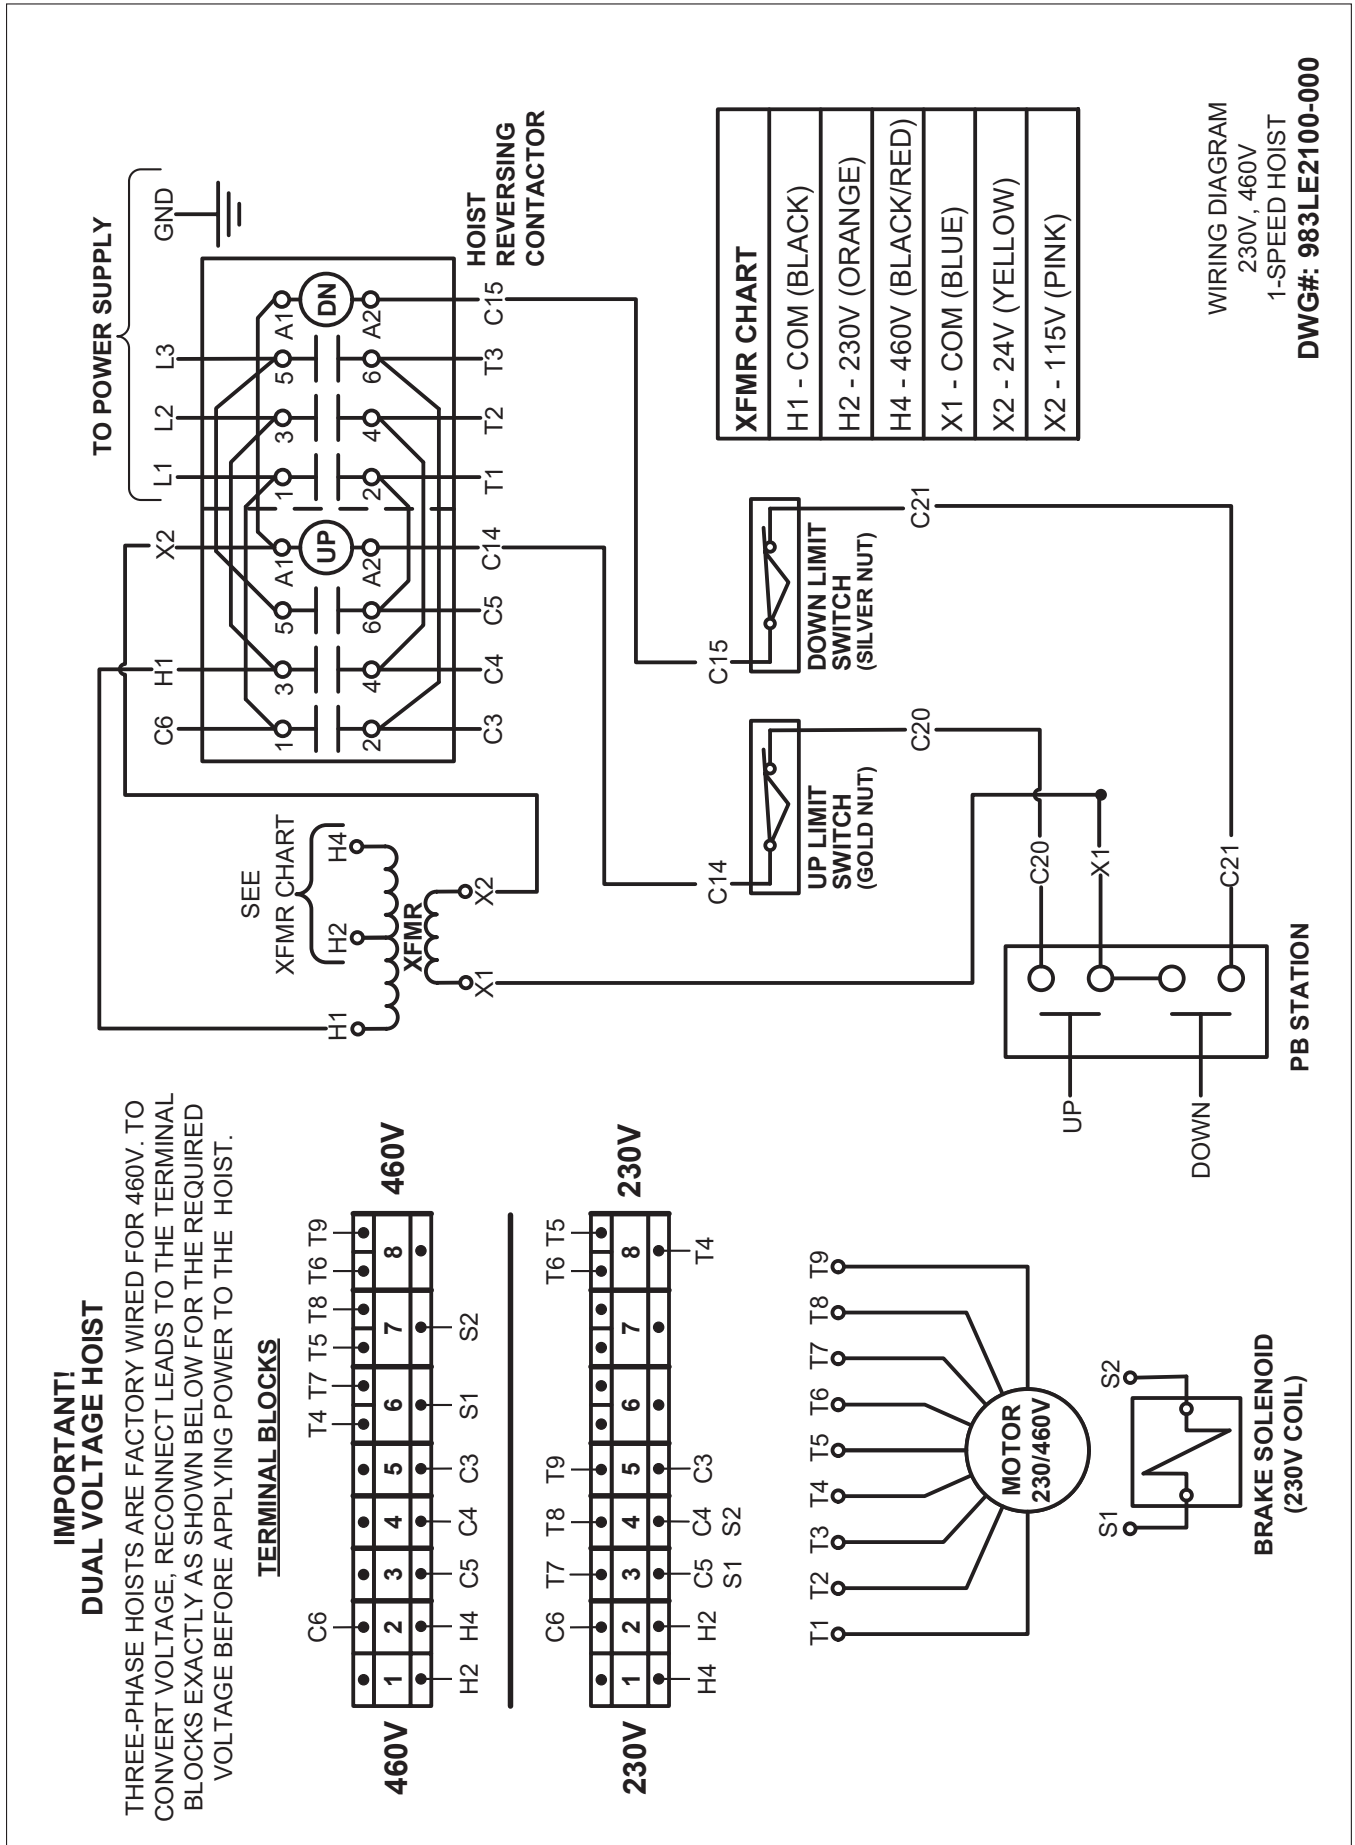 IMPORTANT!
DUAL VOLTAGE HOIST
THREE-PHASE HOISTS ARE FACTORY WIRED FOR 460V. TO
CONVERT VOLTAGE, RECONNECT LEADS TO THE TERMINAL
BLOCKS EXACTLY AS SHOWN BELOW FOR THE REQUIRED
VOLTAGE BEFORE APPLYING POWER TO THE HOIST.
TERMINAL BLOCKS
C6 T4 T7 T5 T8 T6 T9
460V 1 2 3 4 5 6 7 8 460V
H2 H4 C5 C4 C3 S1 S2
C6 T7 T8 T9 T6 T5
230V 1 2 3 4 5 6 7 8 230V
H4 H2 C5 C4 C3 T4
S1 S2
T1 T2 T3 T4 T5 T6 T7 T8 T9
MOTOR
230/460V
S1 S2
BRAKE SOLENOID
(230V COIL)
SEE
XFMR CHART
H1 H2 H4
XFMR
X1 X2
TO POWER SUPPLY
C6 H1 X2 L1 L2 L3 GND
1 3 5 A1 1 3 5 A1
UP DN
2 4 6 A2 2 4 6 A2
C3 C4 C5 C14 T1 T2 T3 C15
HOIST
REVERSING
CONTACTOR
C14 C15
UP LIMIT
SWITCH
(GOLD NUT)
C20
DOWN LIMIT
SWITCH
(SILVER NUT)
C21
UP
DOWN
C20
X1
C21
PB STATION
XFMR CHART
H1 - COM (BLACK)
H2 - 230V (ORANGE)
H4 - 460V (BLACK/RED)
X1 - COM (BLUE)
X2 - 24V (YELLOW)
X2 - 115V (PINK)
WIRING DIAGRAM
230V, 460V
1-SPEED HOIST
DWG#: 983LE2100-000